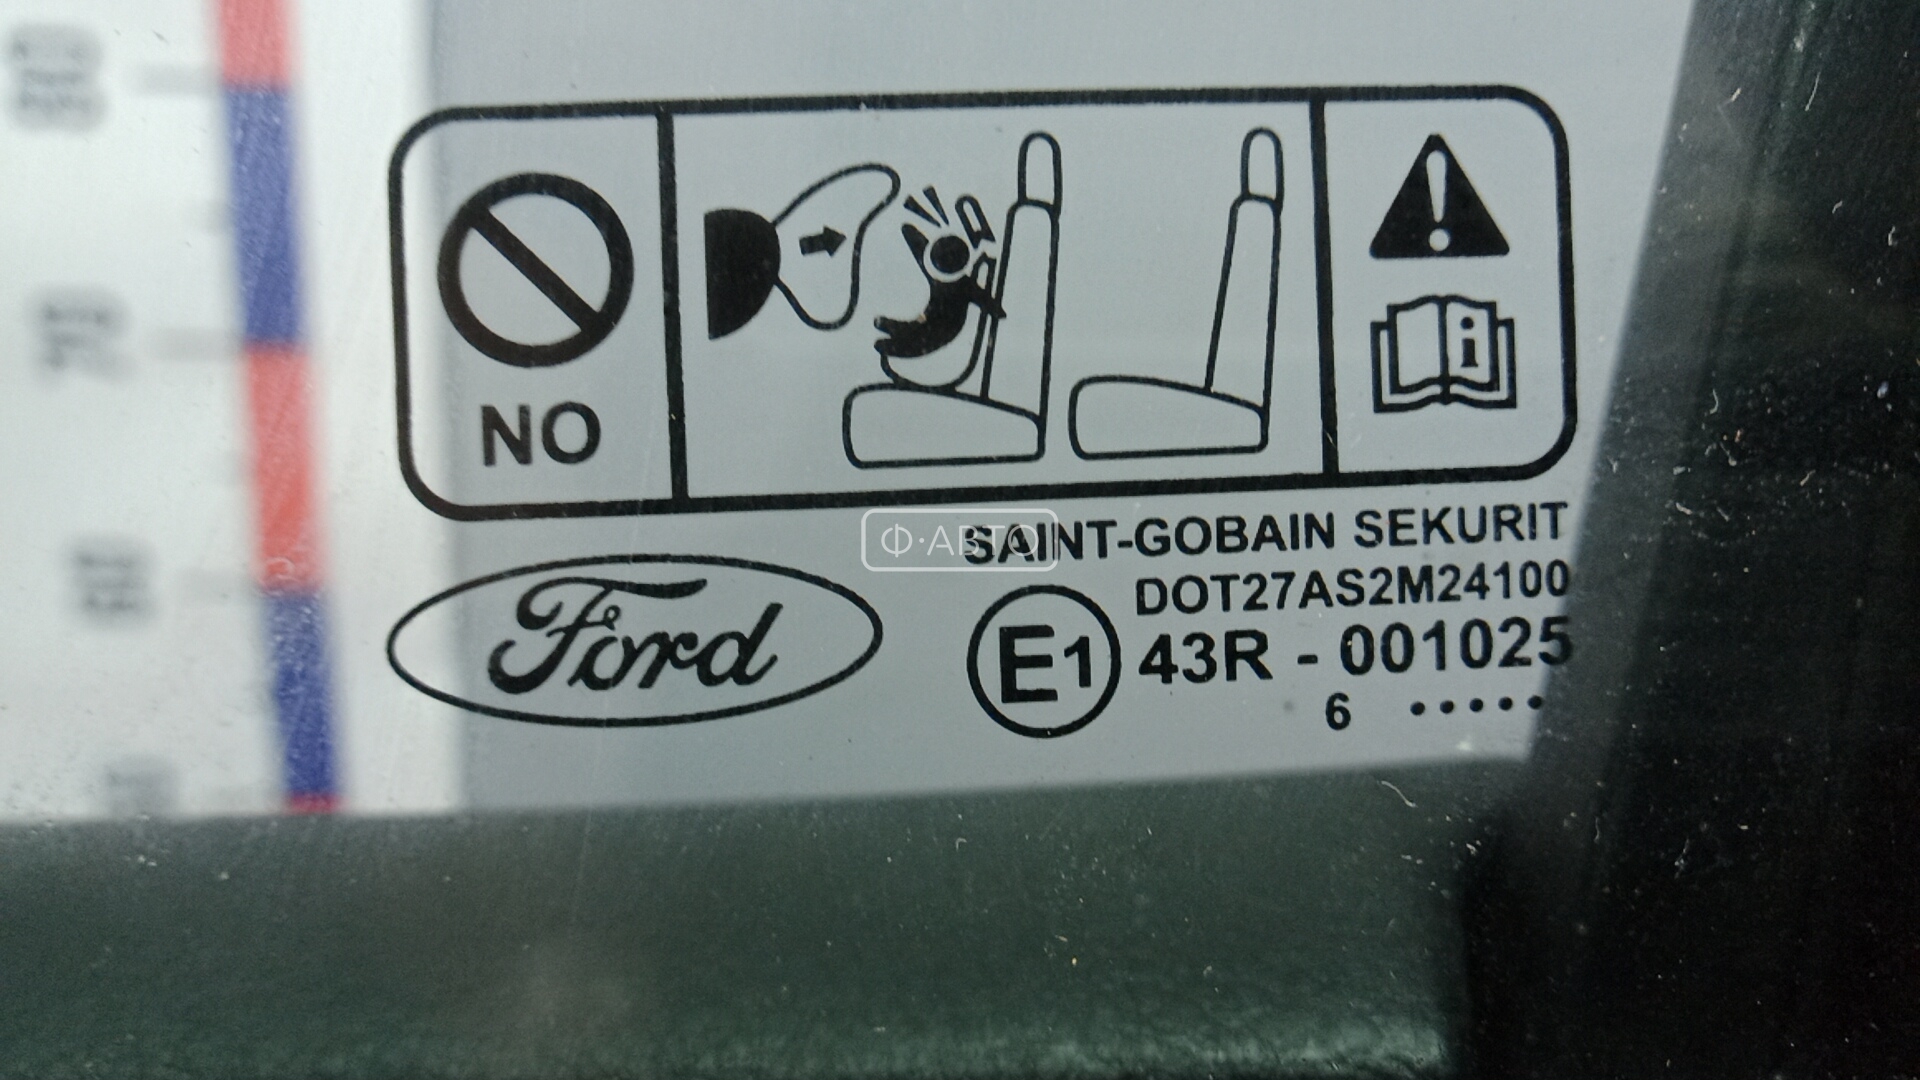 NO
i
Ф·АВТО
SAINT-GOBAIN SEKURIT
DOT27AS2M24100
Ford
E1 43R - 001025
6 .....